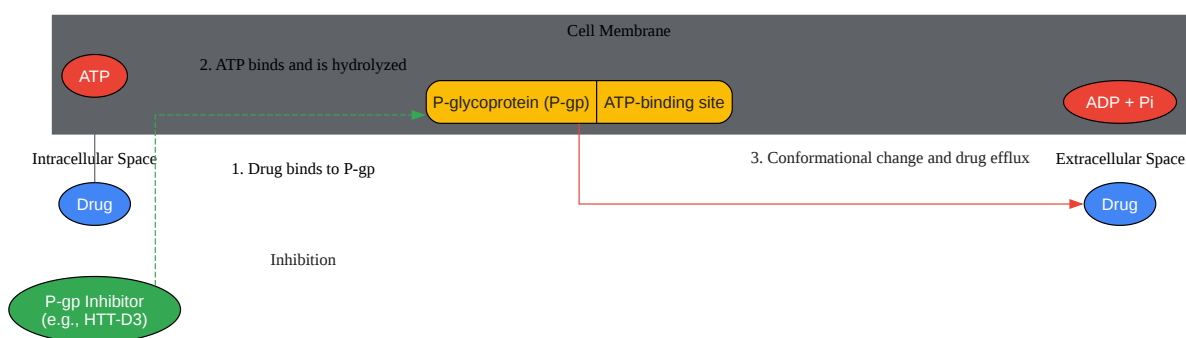 Cell Membrane
2. ATP binds and is hydrolyzed
ATP
P-glycoprotein (P-gp)
ATP-binding site
ADP + Pi
Intracellular Space
1. Drug binds to P-gp
3. Conformational change and drug efflux
Extracellular Space
Drug
Drug
Inhibition
P-gp Inhibitor
(e.g., HTT-D3)